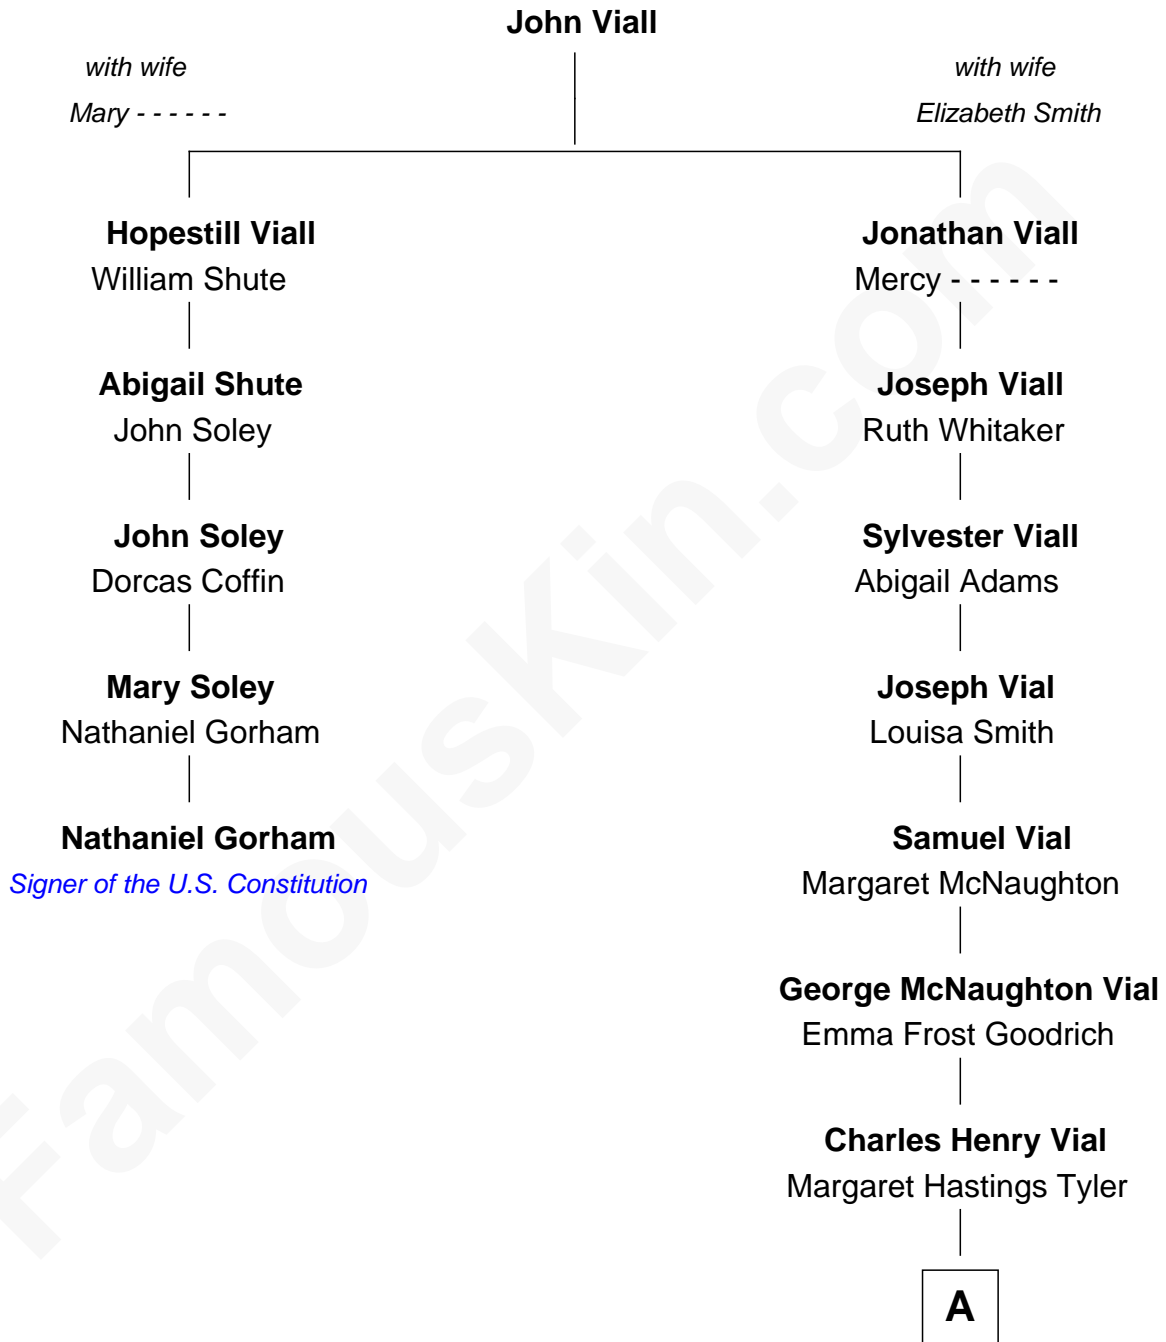 John Viall
with wife
Mary - - - - - -
with wife
Elizabeth Smith
Hopestill Viall
William Shute
Abigail Shute
John Soley
John Soley
Dorcas Coffin
Mary Soley
Nathaniel Gorham
Nathaniel Gorham
Signer of the U.S. Constitution
Jonathan Viall
Mercy - - - - - -
Joseph Viall
Ruth Whitaker
Sylvester Viall
Abigail Adams
Joseph Vial
Louisa Smith
Samuel Vial
Margaret McNaughton
George McNaughton Vial
Emma Frost Goodrich
Charles Henry Vial
Margaret Hastings Tyler
A
FamousKin.com